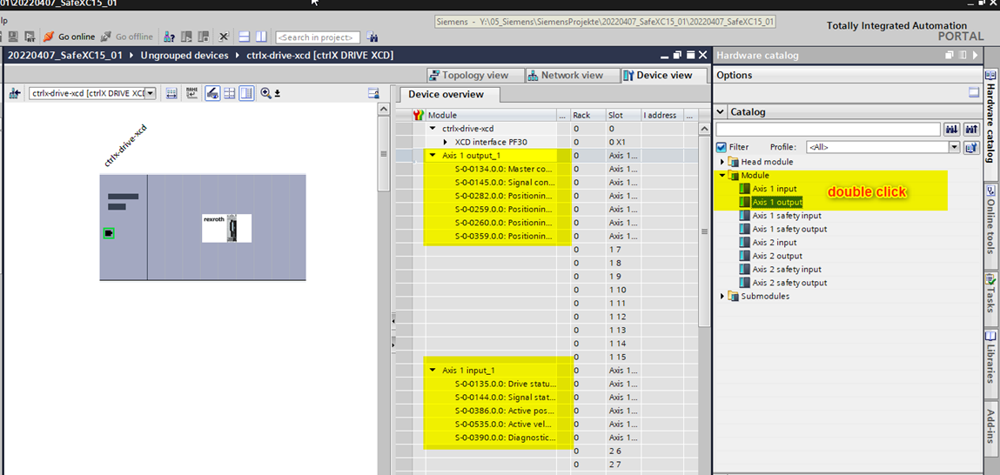 01\20220407_SafeXC15_01
lp
Siemens - Y:\05_Siemens\SiemensProjekte\20220407_SafeXC15_01\20220407_SafeXC15_01
Totally Integrated Automation
PORTAL
Go online
Go offline
<Search in project>
20220407_SafeXC15_01
Ungrouped devices
ctrlx-drive-xcd [ctrlX DRIVE XCD]
Topology view
Network view
Device view
ctrlx-drive-xcd [ctrlX DRIVE XCD
ctrlx-drive-xcd
rexroth
Device overview
Module ... Rack Slot I address ...
ctrlx-drive-xcd 0 0
XCD interface PF30 0 0 X1
Axis 1 output_1 0 Axis 1...
S-0-0134.0.0: Master co... 0 Axis 1...
S-0-0145.0.0: Signal con... 0 Axis 1...
S-0-0282.0.0: Positionin... 0 Axis 1...
S-0-0259.0.0: Positionin... 0 Axis 1...
S-0-0260.0.0: Positionin... 0 Axis 1...
S-0-0359.0.0: Positionin... 0 Axis 1...
0 1 7
0 1 8
0 1 9
0 1 10
0 1 11
0 1 12
0 1 13
0 1 14
0 1 15
Axis 1 input_1 0 Axis 1...
S-0-0135.0.0: Drive statu... 0 Axis 1...
S-0-0144.0.0: Signal stat... 0 Axis 1...
S-0-0386.0.0: Active pos... 0 Axis 1...
S-0-0535.0.0: Active vel... 0 Axis 1...
S-0-0390.0.0: Diagnostic... 0 Axis 1...
0 2 6
0 2 7
Hardware catalog
Options
Catalog
Filter Profile: <All>
Head module
Module
Axis 1 input
Axis 1 output
Axis 1 safety input
Axis 1 safety output
Axis 2 input
Axis 2 output
Axis 2 safety input
Axis 2 safety output
Submodules
double click
Hardware catalog
Online tools
Tasks
Libraries
Add-ins